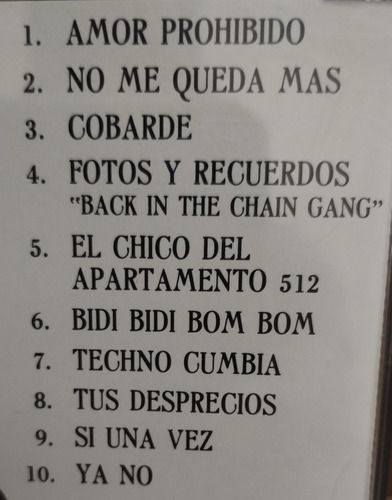 1. AMOR PROHIBIDO
2. NO ME QUEDA MAS
3. COBARDE
4. FOTOS Y RECUERDOS
"BACK IN THE CHAIN GANG"
5. EL CHICO DEL
APARTAMENTO 512
6. BIDI BIDI BOM BOM
7. TECHNO CUMBIA
8. TUS DESPRECIOS
9. SI UNA VEZ
10. YA NO